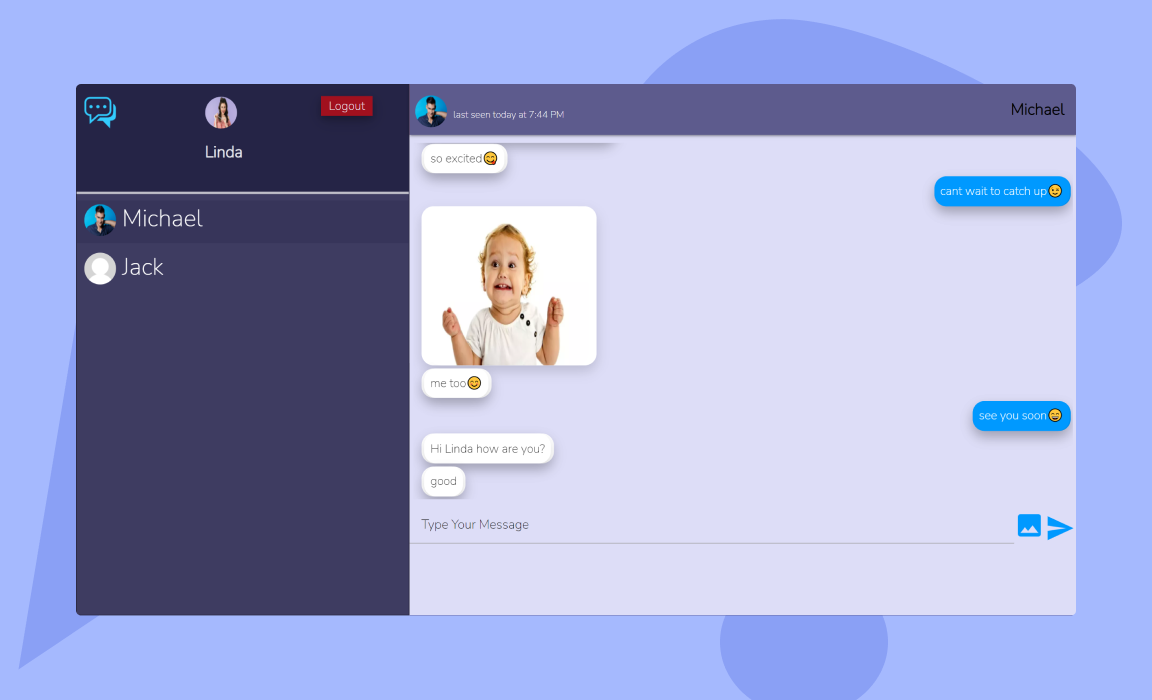 Logout
Linda
Michael
Jack
last seen today at 7:44 PM
Michael
so excited😋
cant wait to catch up😉
me too😊
see you soon😄
Hi Linda how are you?
good
Type Your Message